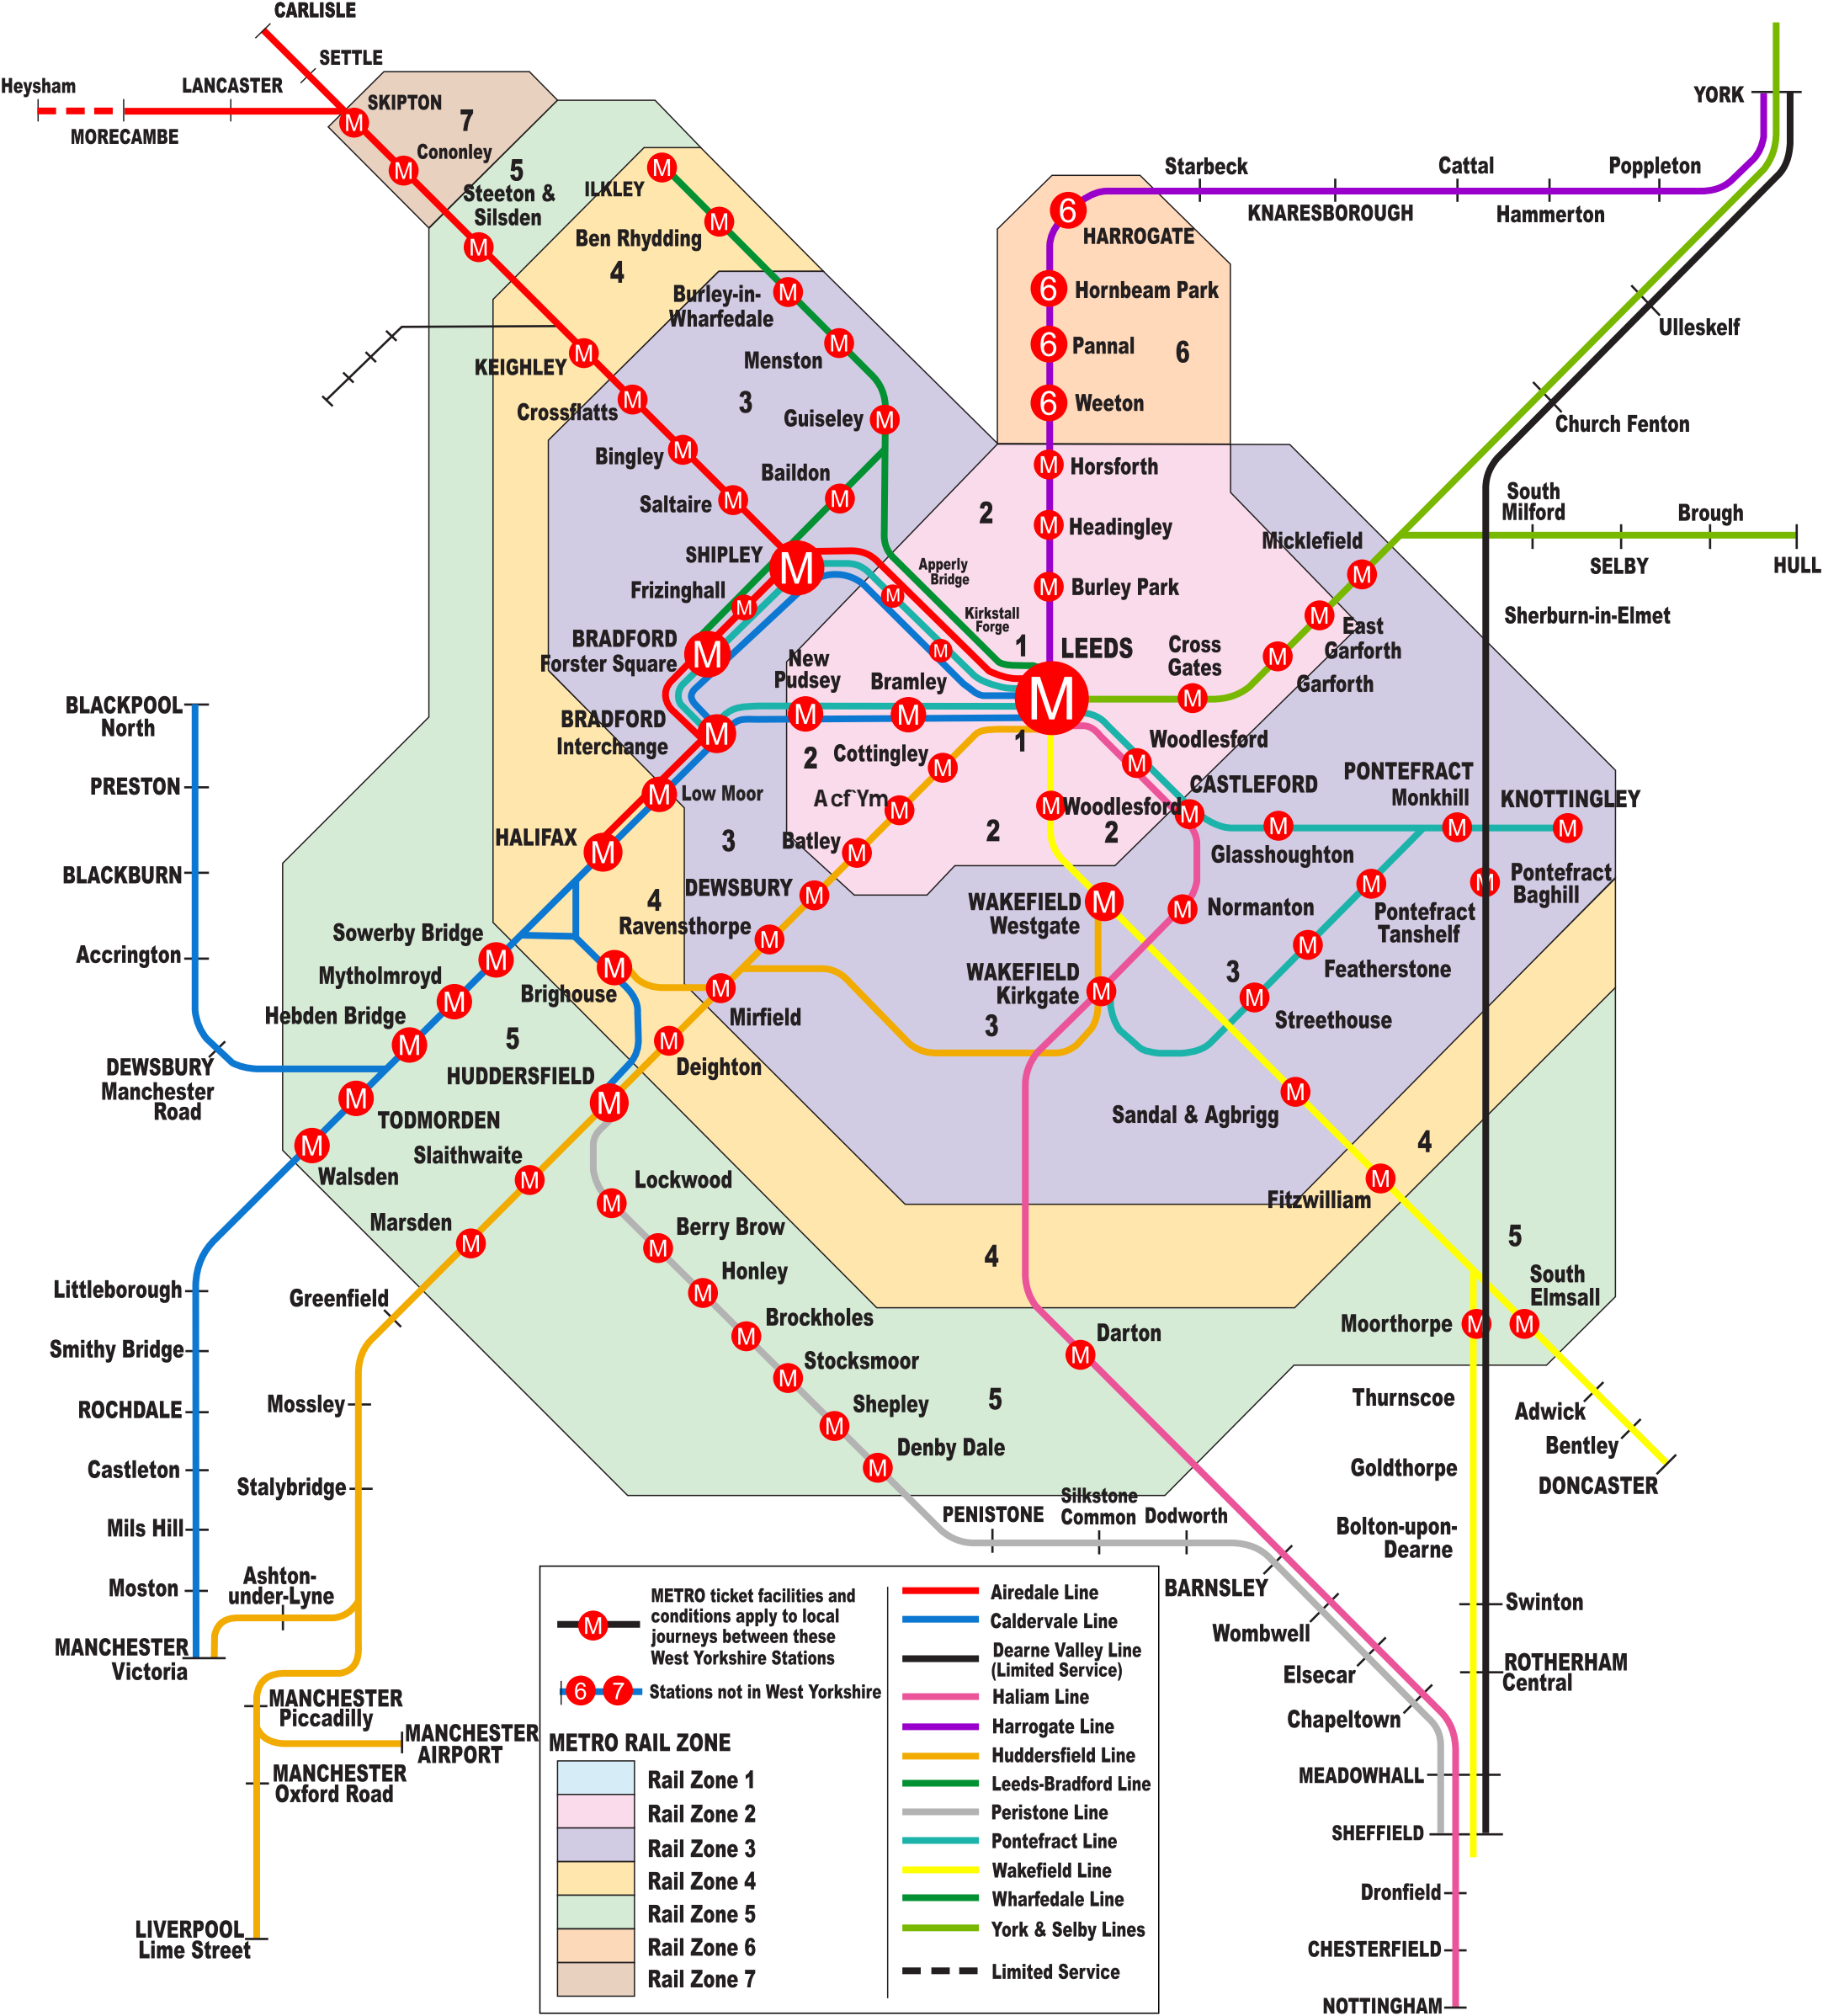 CARLISLE
SETTLE
Heysham
LANCASTER
MORECAMBE
SKIPTON
7
Cononley
5
Steeton &
Silsden
ILKLEY
Ben Rhydding
4
Burley-in-
Wharfedale
Menston
KEIGHLEY
Crossflatts
3
Guiseley
Bingley
Baildon
Saltaire
SHIPLEY
Frizinghall
BRADFORD
Forster Square
BRADFORD
Interchange
Low Moor
HALIFAX
YORK
Starbeck
Cattal
Poppleton
KNARESBOROUGH
Hammerton
6
HARROGATE
6
Hornbeam Park
6
Pannal
6
6
Weeton
Horsforth
2
Headingley
Burley Park
Apperly
Bridge
Kirkstall
Forge
1
LEEDS
New
Pudsey
Bramley
Cross
Gates
Micklefield
East
Garforth
Garforth
Ulleskelf
Church Fenton
South
Milford
Brough
SELBY
HULL
Sherburn-in-Elmet
1
2
Cottingley
Acf`Ym
Batley
DEWSBURY
3
Ravensthorpe
4
Woodlesførd
Woodlesford
2
2
CASTLEFORD
PONTEFRACT
Monkhill
KNOTTINGLEY
Glasshoughton
Pontefract
Baghill
Pontefract
Tanshelf
Featherstone
Streethouse
3
Normanton
WAKEFIELD
Westgate
WAKEFIELD
Kirkgate
3
Mirfield
Brighouse
Deighton
HUDDERSFIELD
Sandal & Agbrigg
Fitzwilliam
4
5
BLACKPOOL
North
PRESTON
BLACKBURN
Accrington
DEWSBURY
Manchester
Road
Sowerby Bridge
Mytholmroyd
Hebden Bridge
5
TODMORDEN
Walsden
Slaithwaite
Marsden
Greenfield
Littleborough
Smithy Bridge
ROCHDALE
Castleton
Mils Hill
Moston
MANCHESTER
Victoria
Mossley
Stalybridge
Ashton-
under-Lyne
MANCHESTER
Piccadilly
MANCHESTER
AIRPORT
MANCHESTER
Oxford Road
LIVERPOOL
Lime Street
Lockwood
Berry Brow
Honley
Brockholes
Stocksmoor
Shepley
Denby Dale
4
5
Darton
South
Elmsall
Moorthorpe
Thurnscoe
Adwick
Bentley
DONCASTER
Goldthorpe
Bolton-upon-
Dearne
PENISTONE
Silkstone
Common
Dodworth
BARNSLEY
Wombwell
Elsecar
Chapeltown
Swinton
ROTHERHAM
Central
MEADOWHALL
SHEFFIELD
Dronfield
CHESTERFIELD
NOTTINGHAM
M
METRO ticket facilities and
conditions apply to local
journeys between these
West Yorkshire Stations
6 7
Stations not in West Yorkshire
METRO RAIL ZONE
Rail Zone 1
Rail Zone 2
Rail Zone 3
Rail Zone 4
Rail Zone 5
Rail Zone 6
Rail Zone 7
Airedale Line
Caldervale Line
Dearne Valley Line
(Limited Service)
Haliam Line
Harrogate Line
Huddersfield Line
Leeds-Bradford Line
Peristone Line
Pontefract Line
Wakefield Line
Wharfedale Line
York & Selby Lines
Limited Service